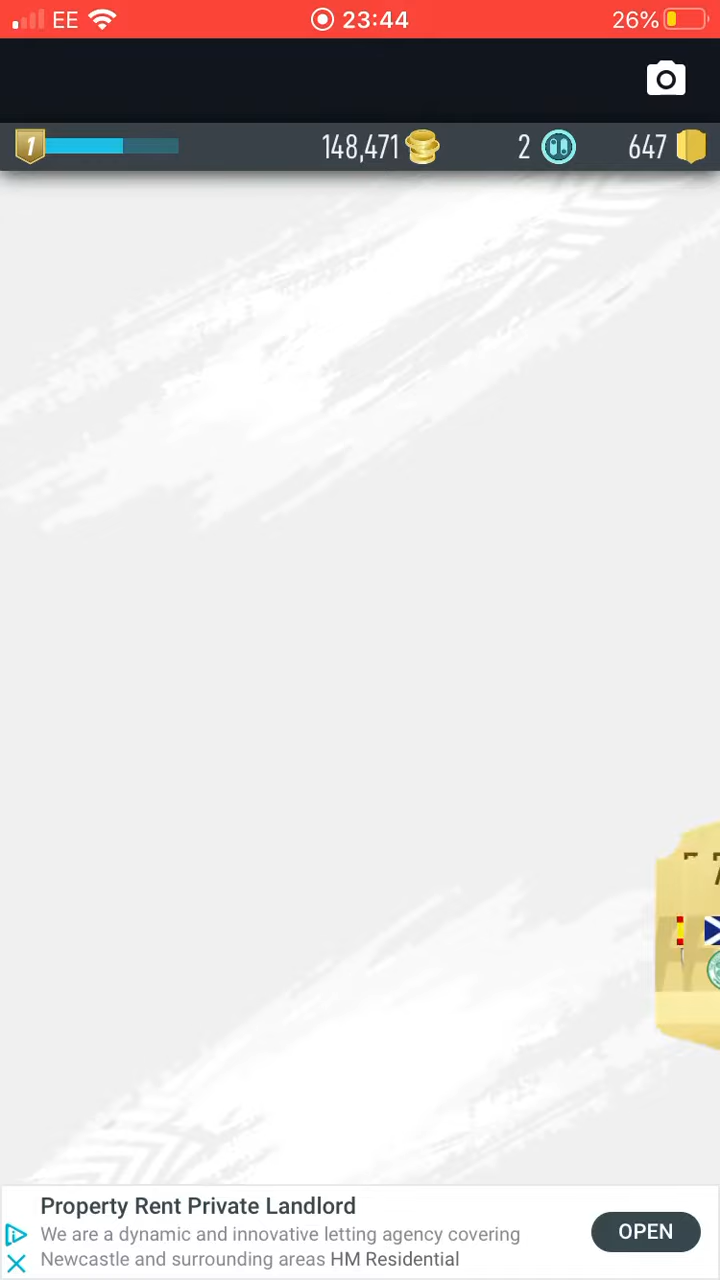 EE 23:44 26%
1 148,471 2 647
Property Rent Private Landlord
We are a dynamic and innovative letting agency covering
Newcastle and surrounding areas HM Residential
OPEN